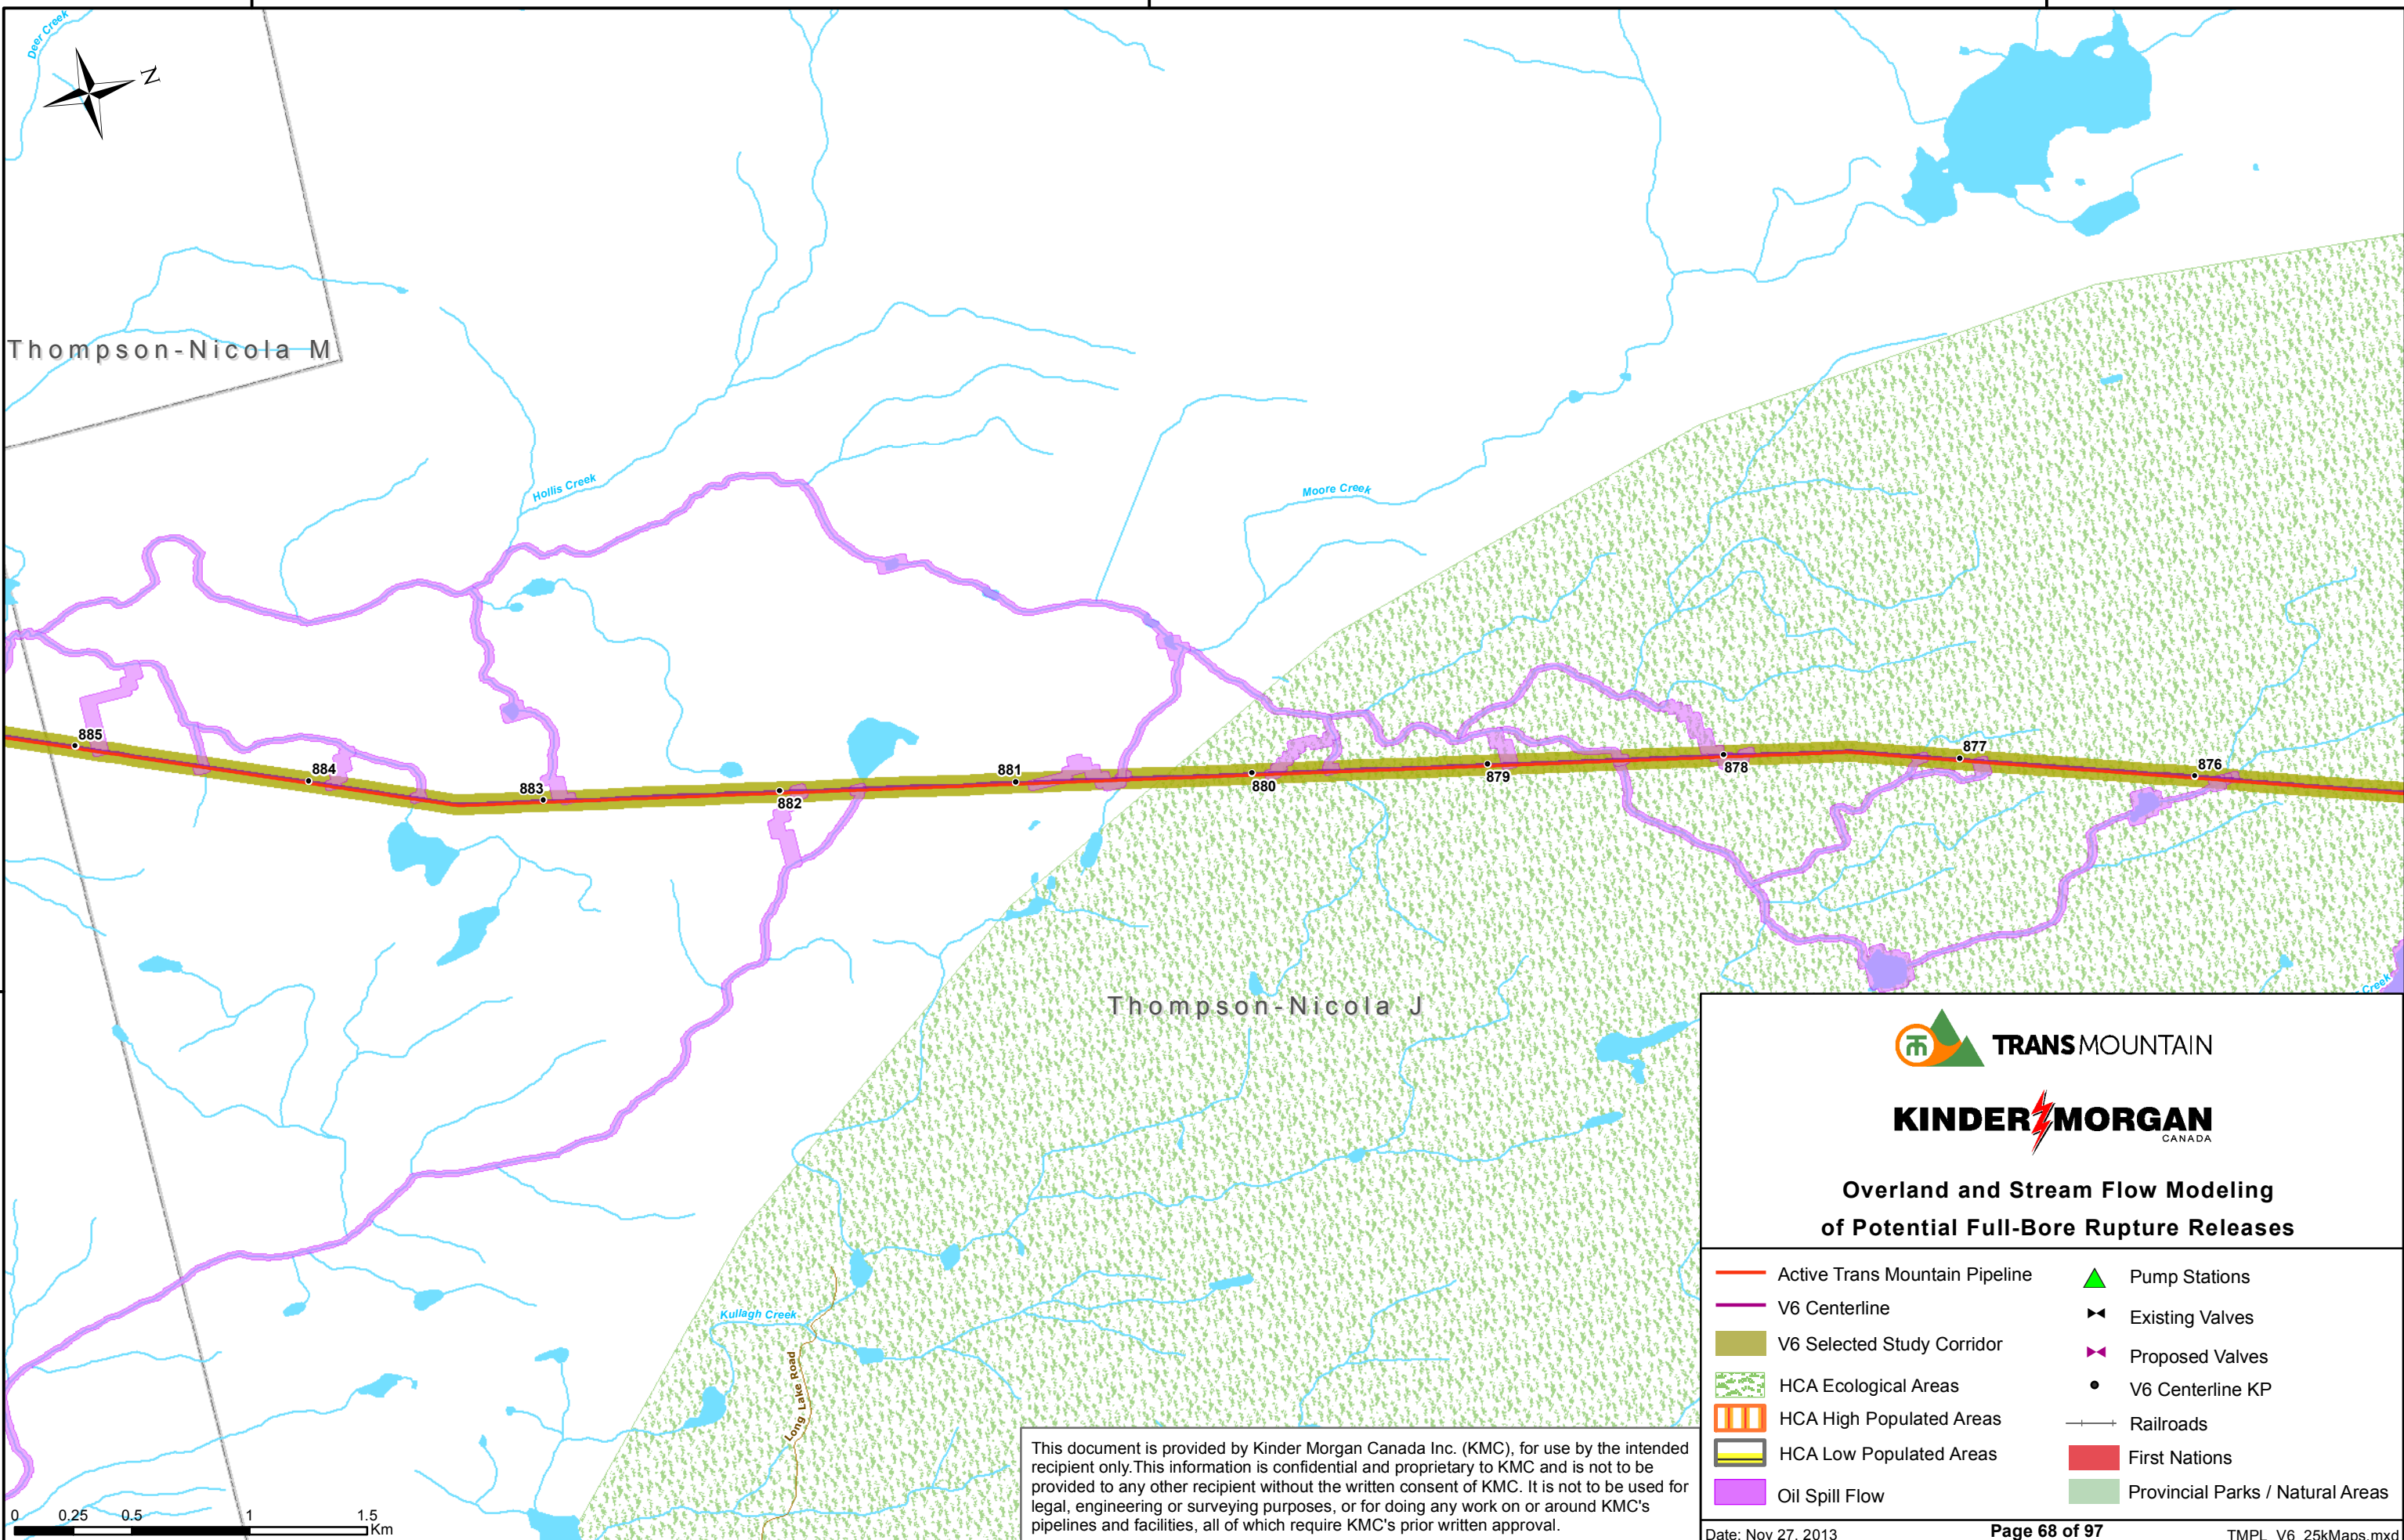 Deer Creek
N
Thompson-Nicola M
Hollis Creek
Moore Creek
885
884
883
882
881
880
879
878
877
876
Thompson-Nicola J
Creek
Kullagh Creek
Long Lake Road
0 0.25 0.5 1 1.5
Km
This document is provided by Kinder Morgan Canada Inc. (KMC), for use by the intended
recipient only.This information is confidential and proprietary to KMC and is not to be
provided to any other recipient without the written consent of KMC. It is not to be used for
legal, engineering or surveying purposes, or for doing any work on or around KMC's
pipelines and facilities, all of which require KMC's prior written approval.
TRANSMOUNTAIN
KINDER MORGAN
CANADA
Overland and Stream Flow Modeling
of Potential Full-Bore Rupture Releases
Active Trans Mountain Pipeline
V6 Centerline
V6 Selected Study Corridor
HCA Ecological Areas
HCA High Populated Areas
HCA Low Populated Areas
Oil Spill Flow
Pump Stations
Existing Valves
Proposed Valves
V6 Centerline KP
Railroads
First Nations
Provincial Parks / Natural Areas
Date: Nov 27, 2013
Page 68 of 97
TMPL_V6_25kMaps.mxd